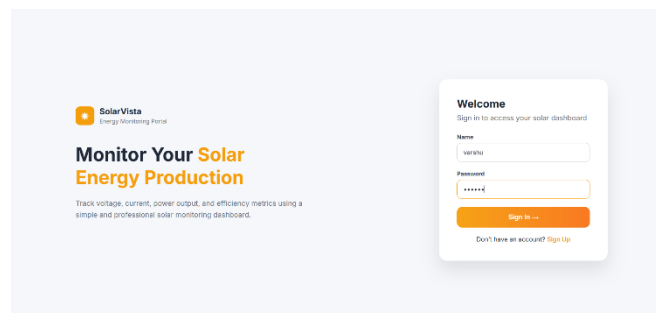 SolarVista
Energy Monitoring Portal
Monitor Your Solar
Energy Production
Track voltage, current, power output, and efficiency metrics using a
simple and professional solar monitoring dashboard.
Welcome
Sign in to access your solar dashboard
Name
varshu
Password
••••••
Sign In →
Don't have an account? Sign Up